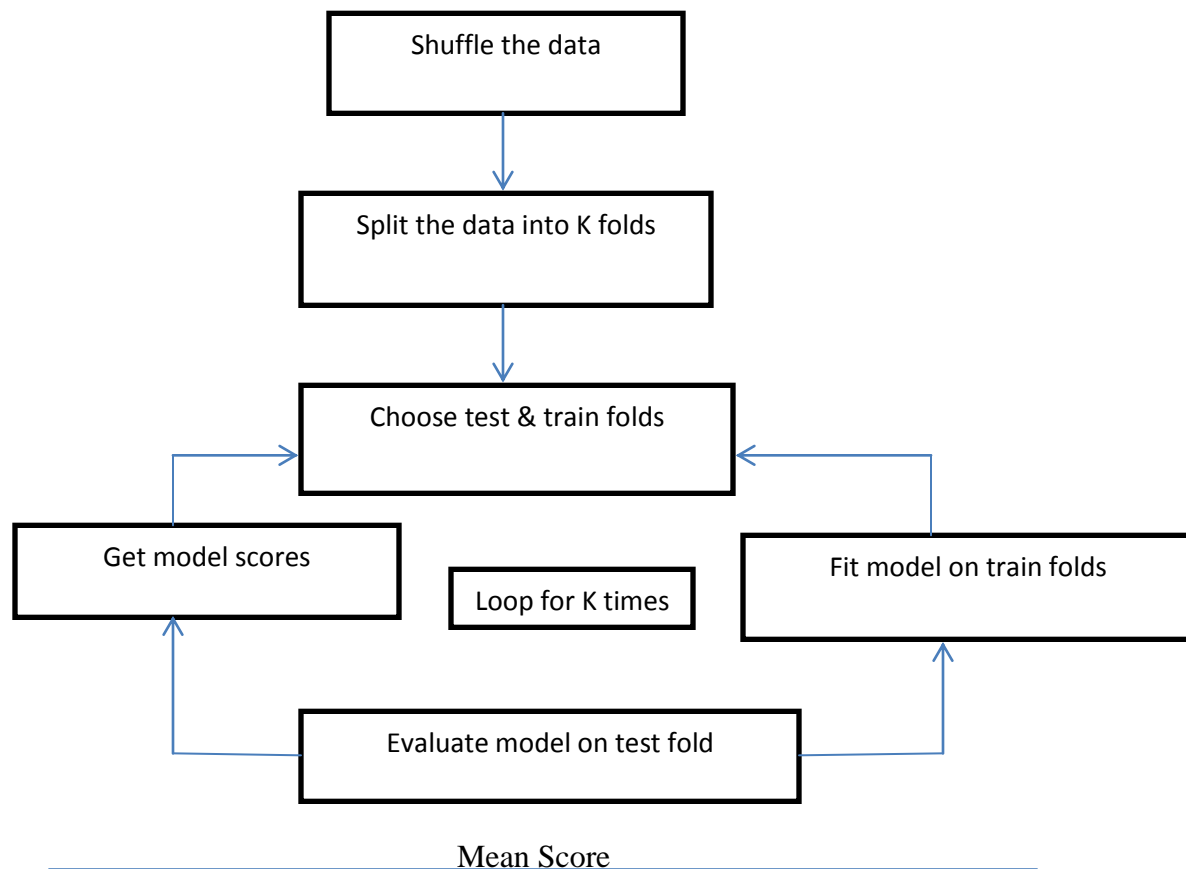 Shuffle the data
Split the data into K folds
Choose test & train folds
Get model scores
Fit model on train folds
Loop for K times
Evaluate model on test fold
Mean Score